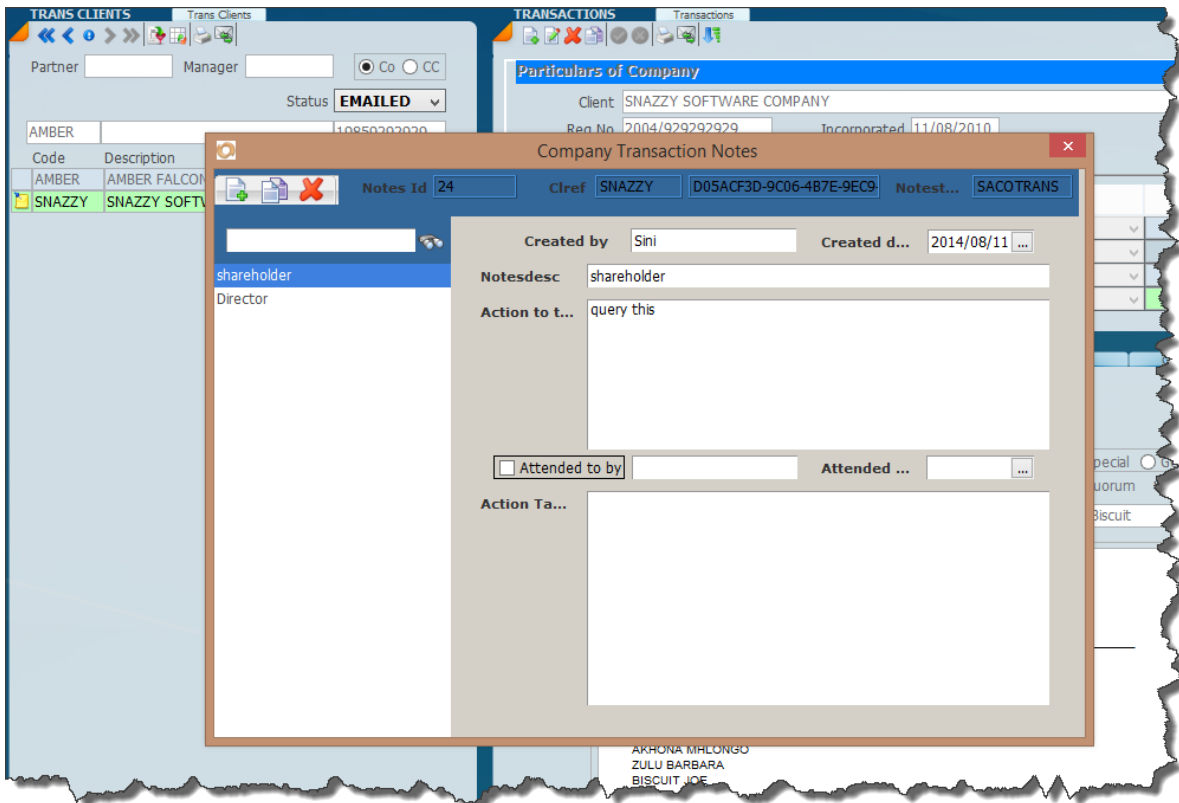 TRANS CLIENTS Trans Clients
Partner Manager Co CC
Status EMAILED
AMBER
Code Description
AMBER AMBER FALCON
SNAZZY SNAZZY SOFTW
TRANSACTIONS Transactions
Particulars of Company
Client SNAZZY SOFTWARE COMPANY
Reg No 2004/929292929 Incorporated 11/08/2010
Company Transaction Notes
Notes Id 24 Clref SNAZZY D05ACF3D-9C06-4B7E-9EC9- Notest... SACOTRANS
Created by Sini Created d... 2014/08/11 ...
shareholder
Director
Notesdesc shareholder
Action to t... query this
Attended to by Attended ... ...
Action Ta...
pecial
uorum
Biscuit
AKHONA MHLONGO
ZULU BARBARA
BISCUIT JOE